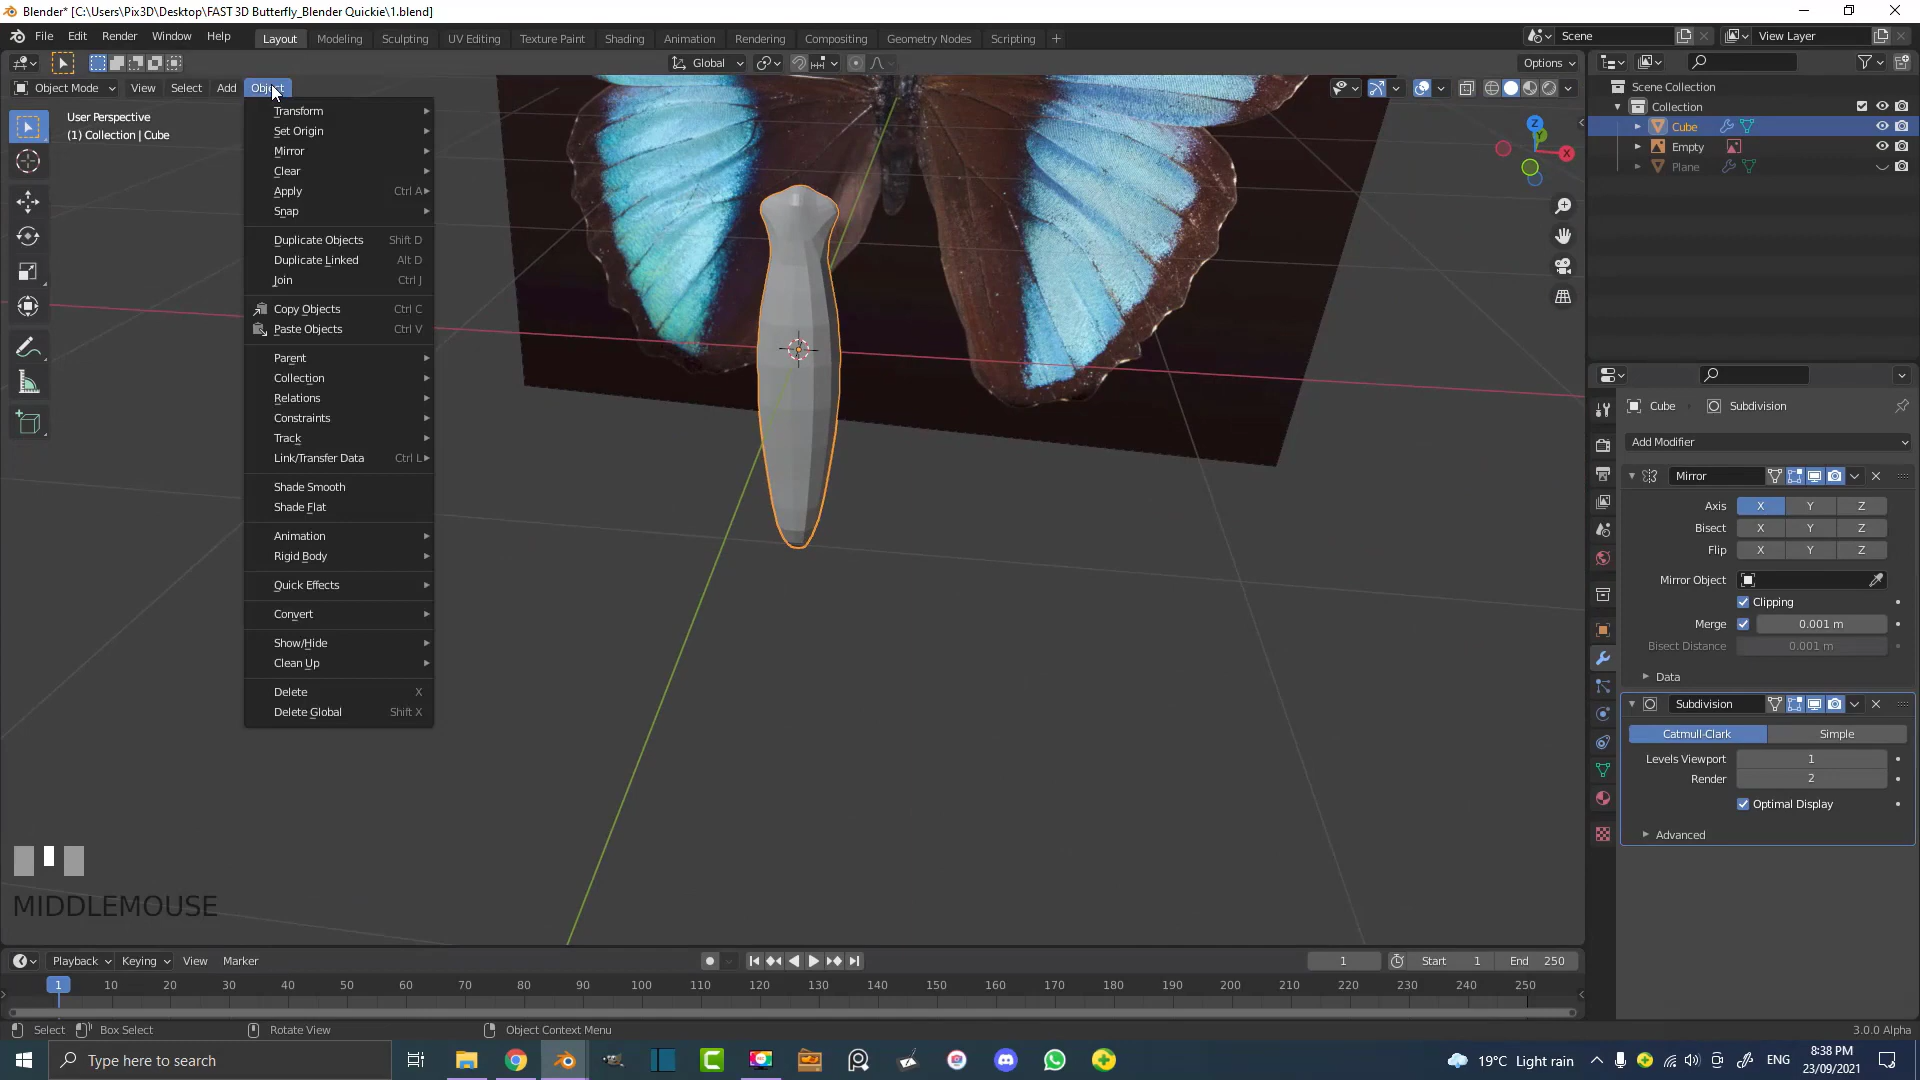 Blender* [C:\Users\Pix3D\Desktop\FAST 3D Butterfly_Blender Quickie\1.blend]
File Edit Render Window Help Layout Modeling Sculpting UV Editing Texture Paint Shading Animation Rendering Compositing Geometry Nodes Scripting + Scene View Layer
Global Options
Object Mode View Select Add Object
User Perspective
(1) Collection | Cube
Transform
Set Origin
Mirror
Clear
Apply Ctrl A
Snap
Duplicate Objects Shift D
Duplicate Linked Alt D
Join Ctrl J
Copy Objects Ctrl C
Paste Objects Ctrl V
Parent
Collection
Relations
Constraints
Track
Link/Transfer Data Ctrl L
Shade Smooth
Shade Flat
Animation
Rigid Body
Quick Effects
Convert
Show/Hide
Clean Up
Delete X
Delete Global Shift X
Z
Y
X
Scene Collection
Collection
Cube
Empty
Plane
Cube Subdivision
Add Modifier
Mirror
Axis X Y Z
Bisect X Y Z
Flip X Y Z
Mirror Object
Clipping
Merge 0.001 m
Bisect Distance 0.001 m
Data
Subdivision
Catmull-Clark Simple
Levels Viewport 1
Render 2
Optimal Display
Advanced
MIDDLEMOUSE
Playback Keying View Marker 1 Start 1 End 250
1 10 20 30 40 50 60 70 80 90 100 110 120 130 140 150 160 170 180 190 200 210 220 230 240 250
Select Box Select Rotate View Object Context Menu 3.0.0 Alpha
Type here to search 19°C Light rain ENG 8:38 PM
23/09/2021